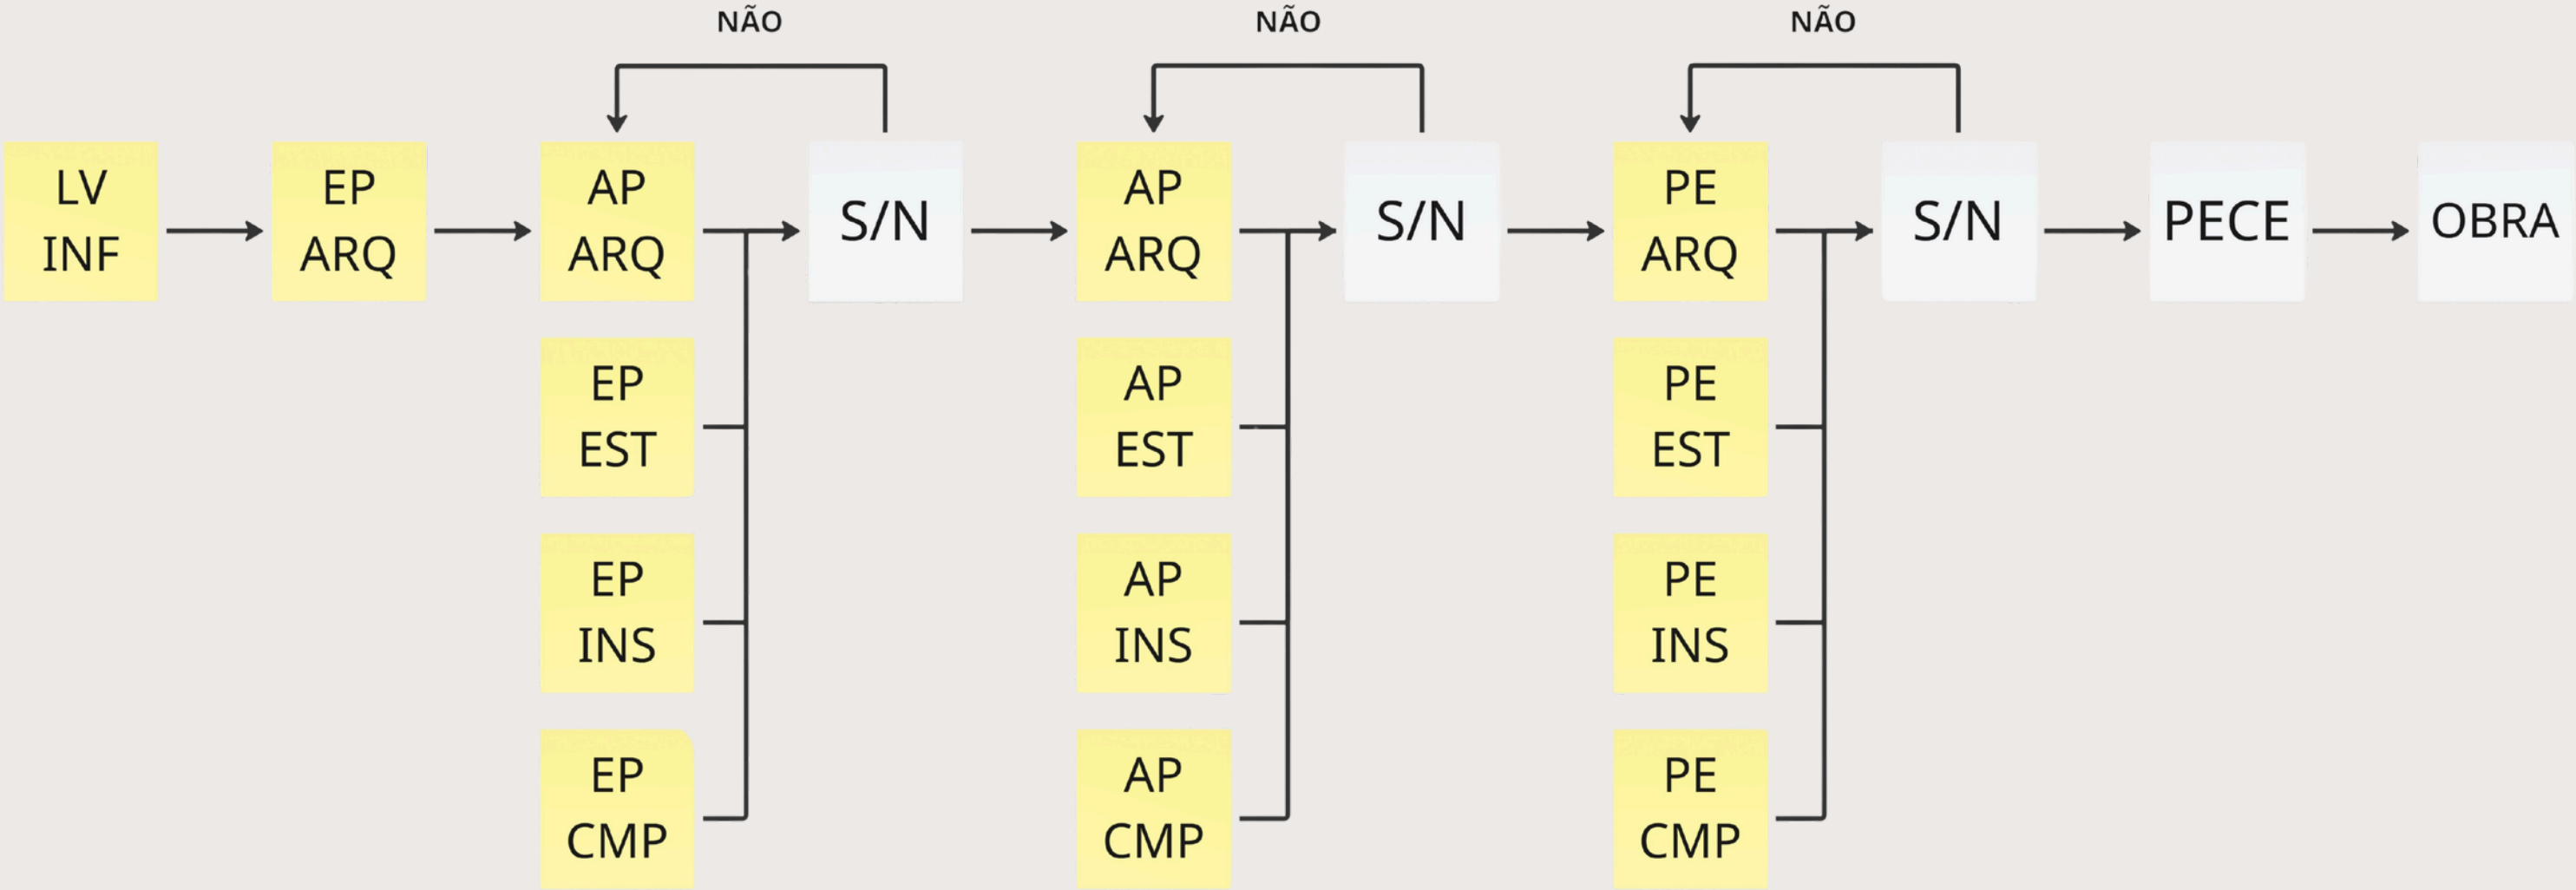 NÃO
NÃO
NÃO
LV
INF
EP
ARQ
AP
ARQ
S/N
AP
ARQ
S/N
PE
ARQ
S/N
PECE
OBRA
EP
EST
AP
EST
PE
EST
EP
INS
AP
INS
PE
INS
EP
CMP
AP
CMP
PE
CMP